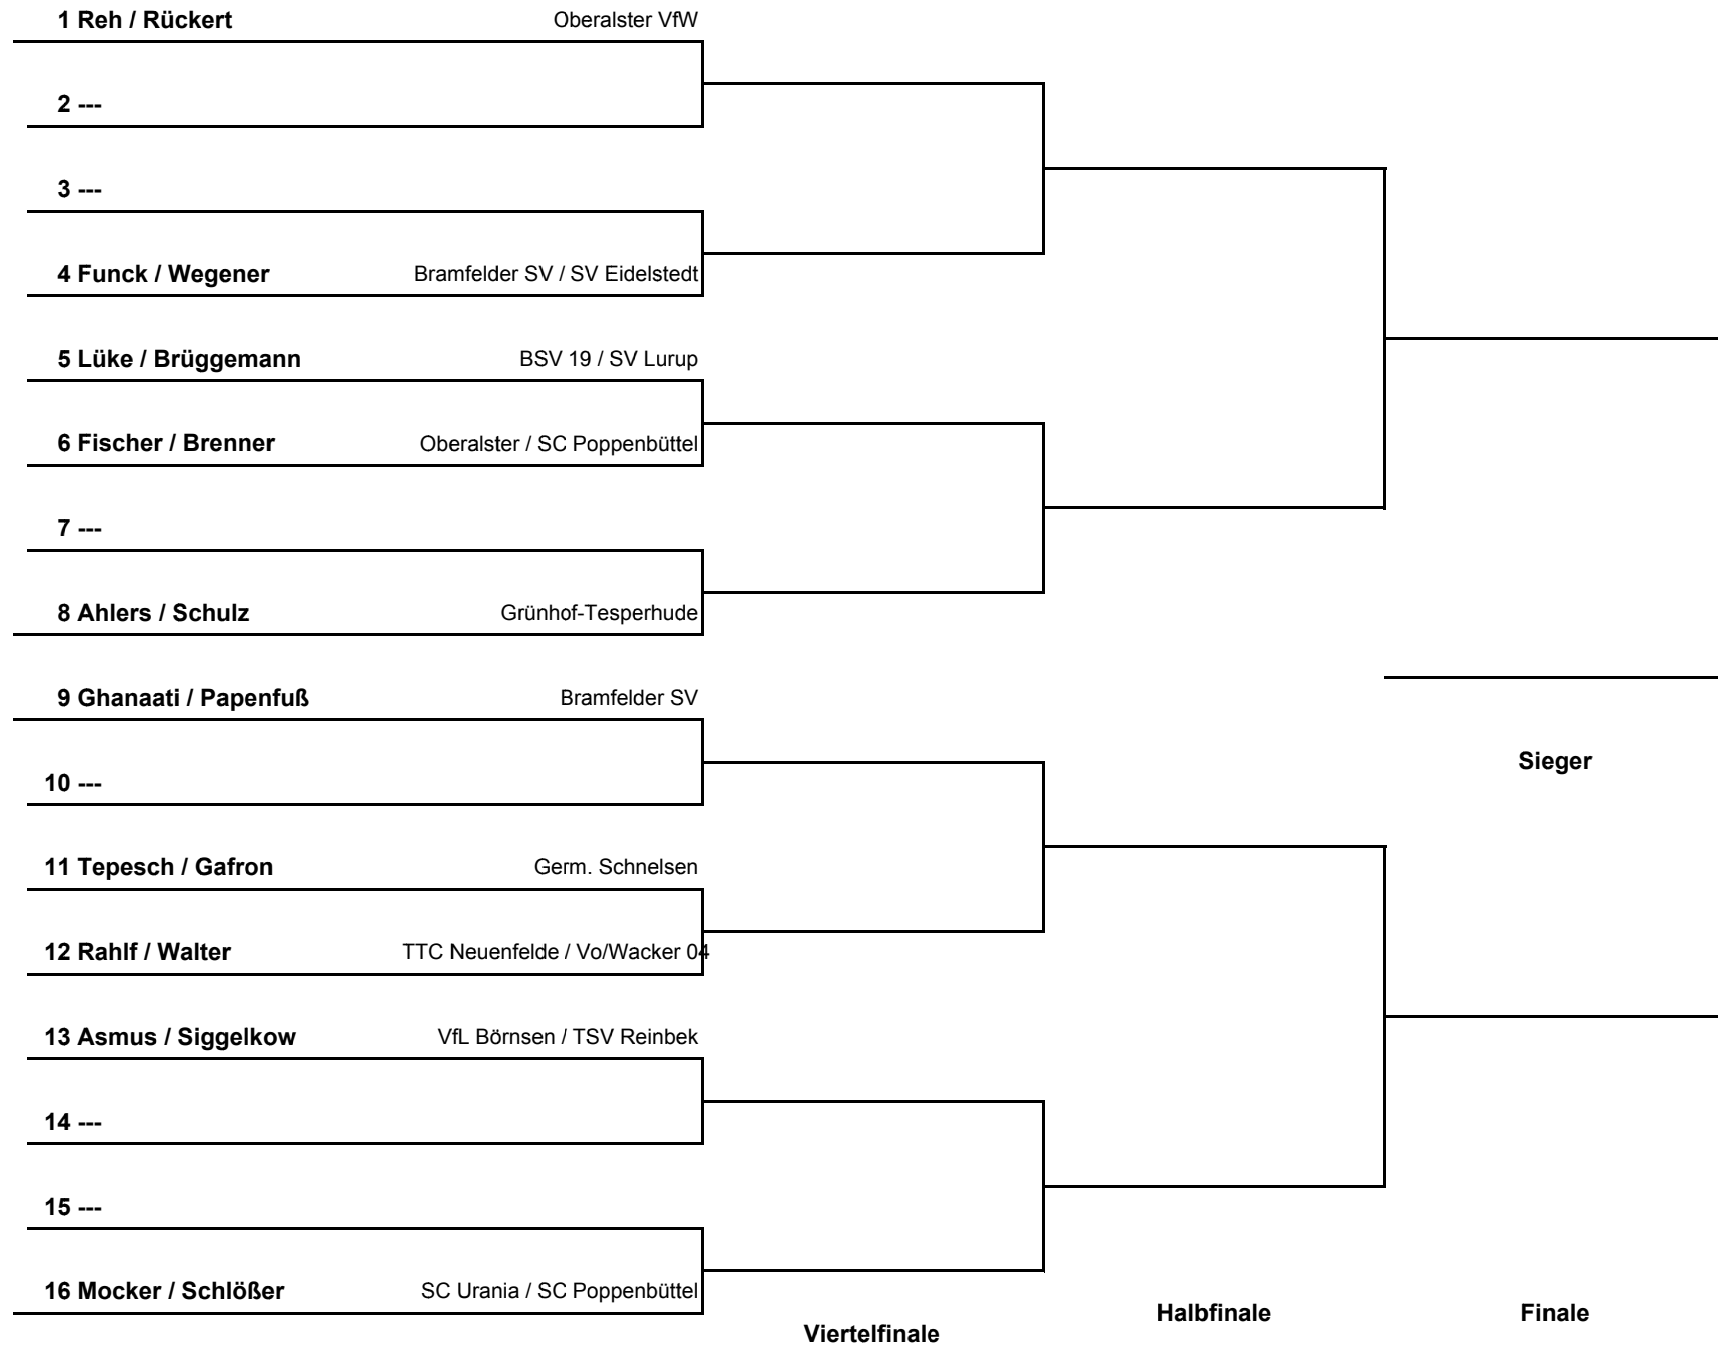 1 Reh / Rückert Oberalster VfW
2 ---
3 ---
4 Funck / Wegener Bramfelder SV / SV Eidelstedt
5 Lüke / Brüggemann BSV 19 / SV Lurup
6 Fischer / Brenner Oberalster / SC Poppenbüttel
7 ---
8 Ahlers / Schulz Grünhof-Tesperhude
9 Ghanaati / Papenfuß Bramfelder SV
Sieger
10 ---
11 Tepesch / Gafron Germ. Schnelsen
12 Rahlf / Walter TTC Neuenfelde / Vo/Wacker 04
13 Asmus / Siggelkow VfL Börnsen / TSV Reinbek
14 ---
15 ---
16 Mocker / Schlößer SC Urania / SC Poppenbüttel
Halbfinale Finale
Viertelfinale